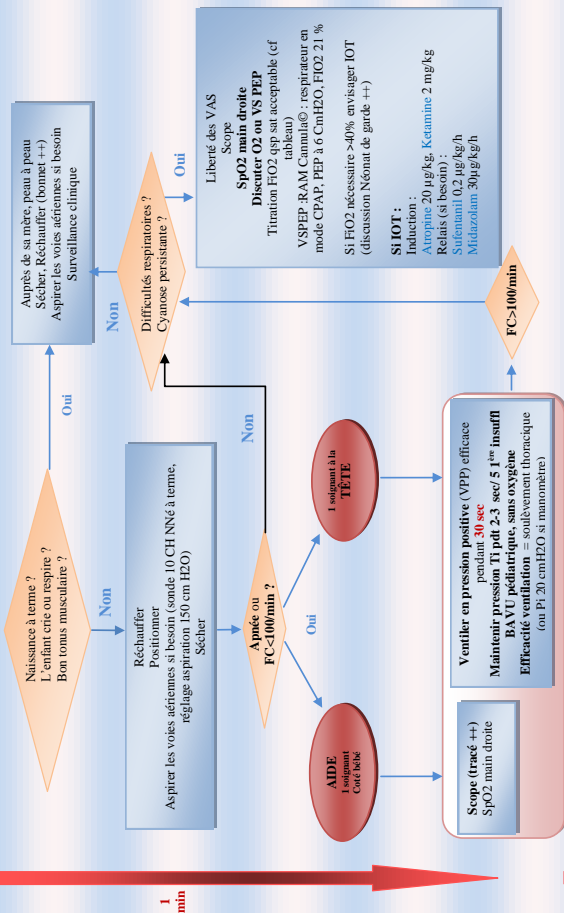 Naissance à terme ?
L'enfant crie ou respire ?
Bon tonus musculaire ?
Oui
Auprès de sa mère, peau à peau
Sécher, Réchauffer (bonnet ++)
Aspirer les voies aériennes si besoin
Surveillance clinique
Non
Réchauffer
Positionner
Aspirer les voies aériennes si besoin (sonde 10 CH NNé à terme,
réglage aspiration 150 cm H2O)
Sécher
Non
Difficultés respiratoires ?
Cyanose persistante ?
Oui
Liberté des VAS
Scope
SpO2 main droite
Discuter O2 ou VS PEP
Titration FiO2 qsp sat acceptable (cf
tableau)
VSPEP :RAM Cannula© : respirateur en
mode CPAP, PEP à 6 CmH2O, FIO2 21 %
Si FiO2 nécessaire >40% envisager IOT
(discussion Néonat de garde ++)
Si IOT :
Induction :
Atropine 20 µg/kg, Ketamine 2 mg/kg
Relais (si besoin) :
Sufentanil 0,2 µg/kg/h
Midazolam 30µg/kg/h
1
min
Apnée ou
FC<100/min ?
Non
Oui
AIDE
1 soignant
Coté bébé
1 soignant à la
TÊTE
Scope (tracé ++)
SpO2 main droite
Ventiler en pression positive (VPP) efficace
pendant 30 sec
Maintenir pression Ti pdt 2-3 sec/ 5 1ère insuffl
BAVU pédiatrique, sans oxygène
Efficacité ventilation = soulèvement thoracique
(ou Pi 20 cmH2O si manomètre)
FC>100/min